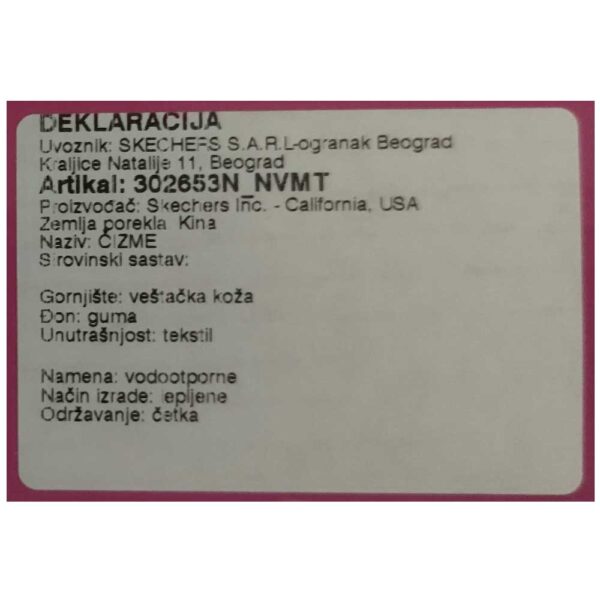 DEKLARACIJA
Uvoznik: SKECHERS S.A.R.L-ogranak Beograd
Kraljice Natalije 11, Beograd
Artikal: 302653N_NVMT
Proizvođač: Skechers Inc. - California, USA
Zemlja porekla Kina
Naziv: ČIZME
Sirovinski sastav:
Gornjište: veštačka koža
Đon: guma
Unutrašnjost: tekstil
Namena: vodootporne
Način izrade: lepljene
Održavanje: četka